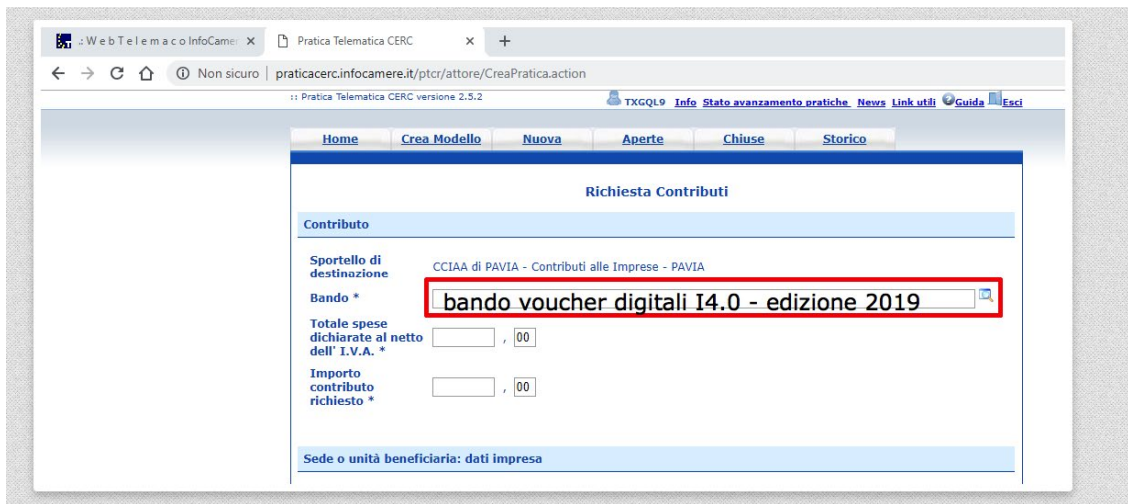 .: W e b T e l e m a c o InfoCamer
Pratica Telematica CERC
Non sicuro | praticacerc.infocamere.it/ptcr/attore/CreaPratica.action
:: Pratica Telematica CERC versione 2.5.2
TXGQL9 Info Stato avanzamento pratiche News Link utili Guida Esci
Home Crea Modello Nuova Aperte Chiuse Storico
Richiesta Contributi
Contributo
Sportello di destinazione CCIAA di PAVIA - Contributi alle Imprese - PAVIA
Bando * bando voucher digitali I4.0 - edizione 2019
Totale spese
dichiarate al netto , 00
dell' I.V.A. *
Importo
contributo , 00
richiesto *
Sede o unità beneficiaria: dati impresa